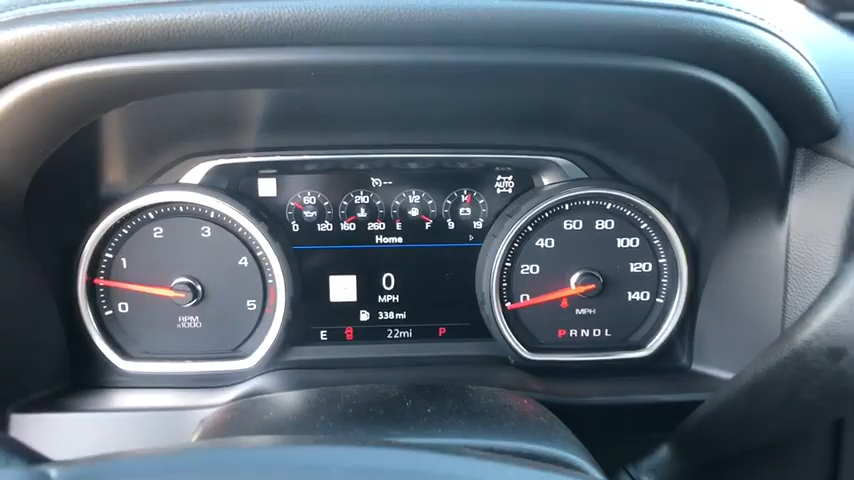 60
0 120
210
160 260
1/2
E F
14
9 19
AUTO
Home
0
MPH
338 mi
E 22mi P
0 1 2 3 4 5
RPM
x1000
0 20 40 60 80 100 120 140
MPH
PRNDL